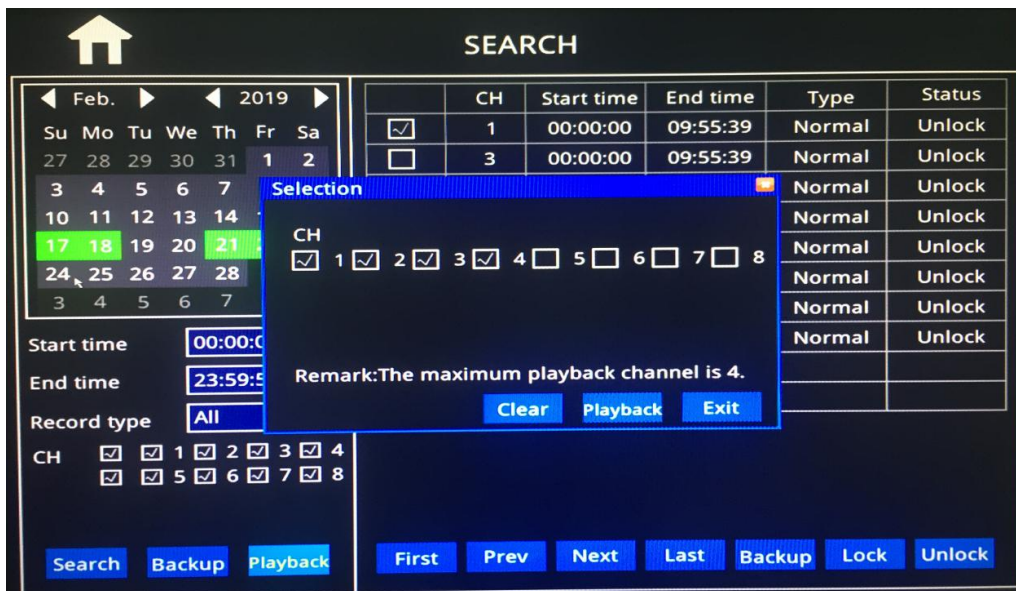 SEARCH
Feb. 2019
Su Mo Tu We Th Fr Sa
27 28 29 30 31 1 2
3 4 5 6 7
10 11 12 13 14
17 18 19 20 21
24 25 26 27 28
3 4 5 6 7
Start time 00:00:
End time 23:59:5
Record type All
CH 1 2 3 4
5 6 7 8
Search Backup Playback
CH Start time End time Type Status
1 00:00:00 09:55:39 Normal Unlock
3 00:00:00 09:55:39 Normal Unlock
Normal Unlock
Normal Unlock
Normal Unlock
Normal Unlock
Normal Unlock
Normal Unlock
Selection
CH
1 2 3 4 5 6 7 8
Remark:The maximum playback channel is 4.
Clear Playback Exit
First Prev Next Last Backup Lock Unlock